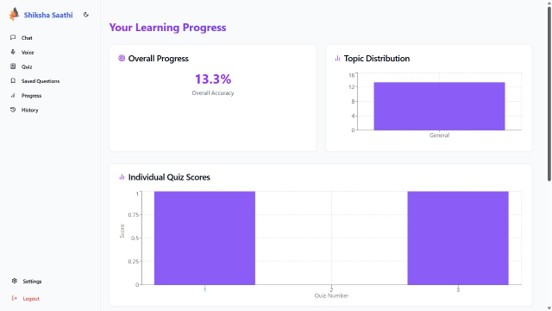 Shiksha Saathi
Chat
Voice
Quiz
Saved Questions
Progress
History
Settings
Logout
Your Learning Progress
Overall Progress
13.3%
Overall Accuracy
Topic Distribution
16
12
8
4
0
General
Individual Quiz Scores
1
0.75
0.5
0.25
0
Score
1
2
3
Quiz Number